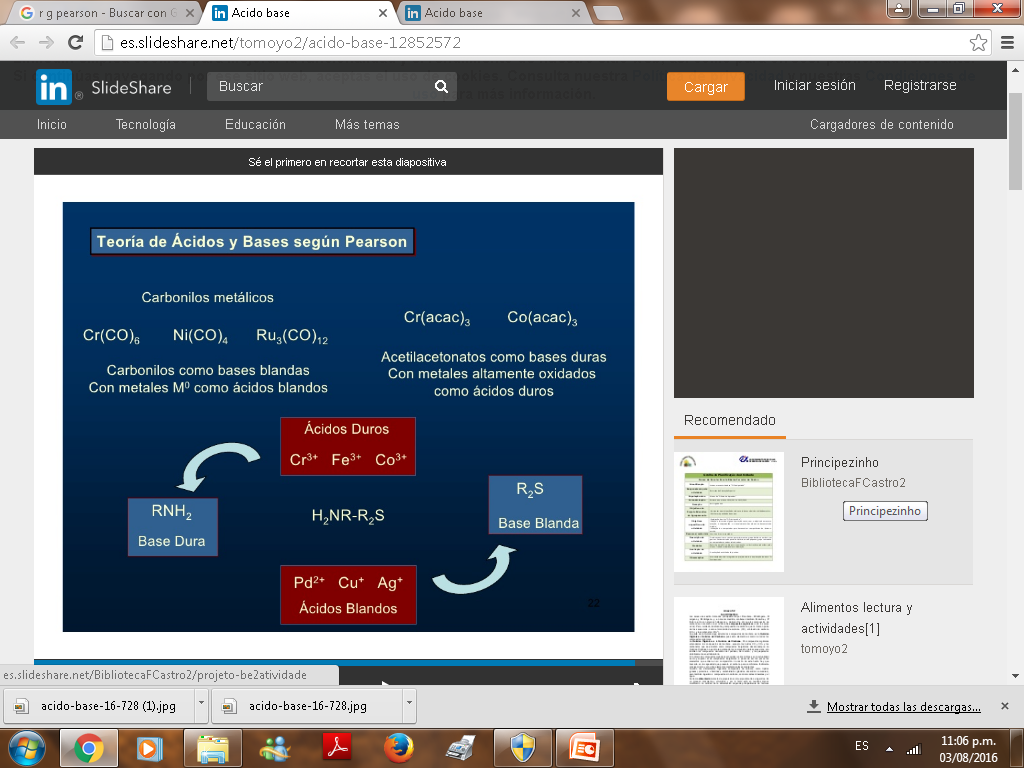 r g pearson - Buscar con G
Acido base
Acido base
es.slideshare.net/tomoyo2/acido-base-12852572
in SlideShare
Buscar
Cargar
Iniciar sesión
Registrarse
Inicio
Tecnología
Educación
Más temas
Cargadores de contenido
Sé el primero en recortar esta diapositiva
Teoría de Ácidos y Bases según Pearson
Carbonilos metálicos
Cr(CO)6 Ni(CO)4 Ru3(CO)12
Carbonilos como bases blandas
Con metales M0 como ácidos blandos
Cr(acac)3 Co(acac)3
Acetilacetonatos como bases duras
Con metales altamente oxidados
como ácidos duros
Ácidos Duros
Cr3+ Fe3+ Co3+
RNH2
Base Dura
H2NR-R2S
R2S
Base Blanda
Pd2+ Cu+ Ag+
Ácidos Blandos
22
Recomendado
Principezinho
BibliotecaFCastro2
Principezinho
Alimentos lectura y
actividades[1]
tomoyo2
es.slideshare.net/BibliotecaFCastro2/projeto-be2atividade
acido-base-16-728 (1).jpg
acido-base-16-728.jpg
Mostrar todas las descargas...
ES
11:06 p.m.
03/08/2016